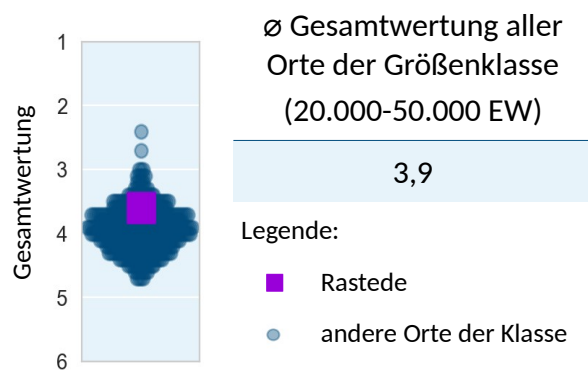 1
2
3
4
5
6
Gesamtwertung
⌀ Gesamtwertung aller
Orte der Größenklasse
(20.000-50.000 EW)
3,9
Legende:
Rastede
andere Orte der Klasse